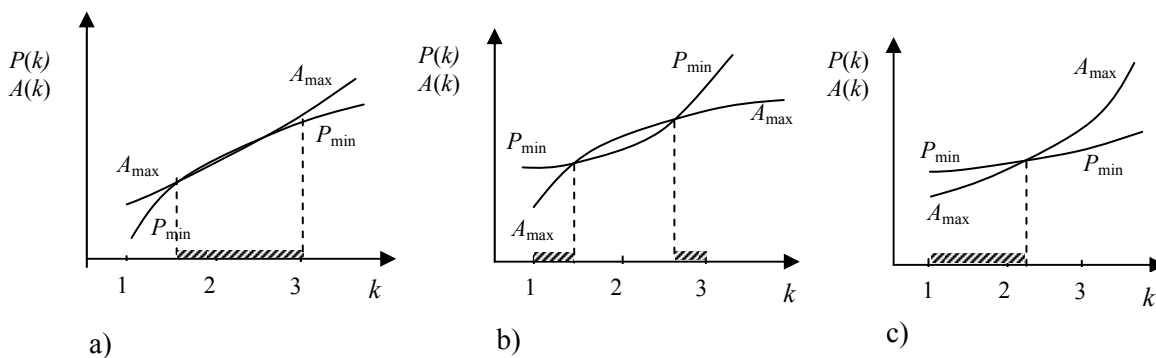 P(k)
A(k)
A_max
P_min
A_max
P_min
1
2
3
k
a)
P(k)
A(k)
P_min
A_max
P_min
A_max
1
2
3
k
b)
P(k)
A(k)
A_max
P_min
P_min
A_max
1
2
3
k
c)